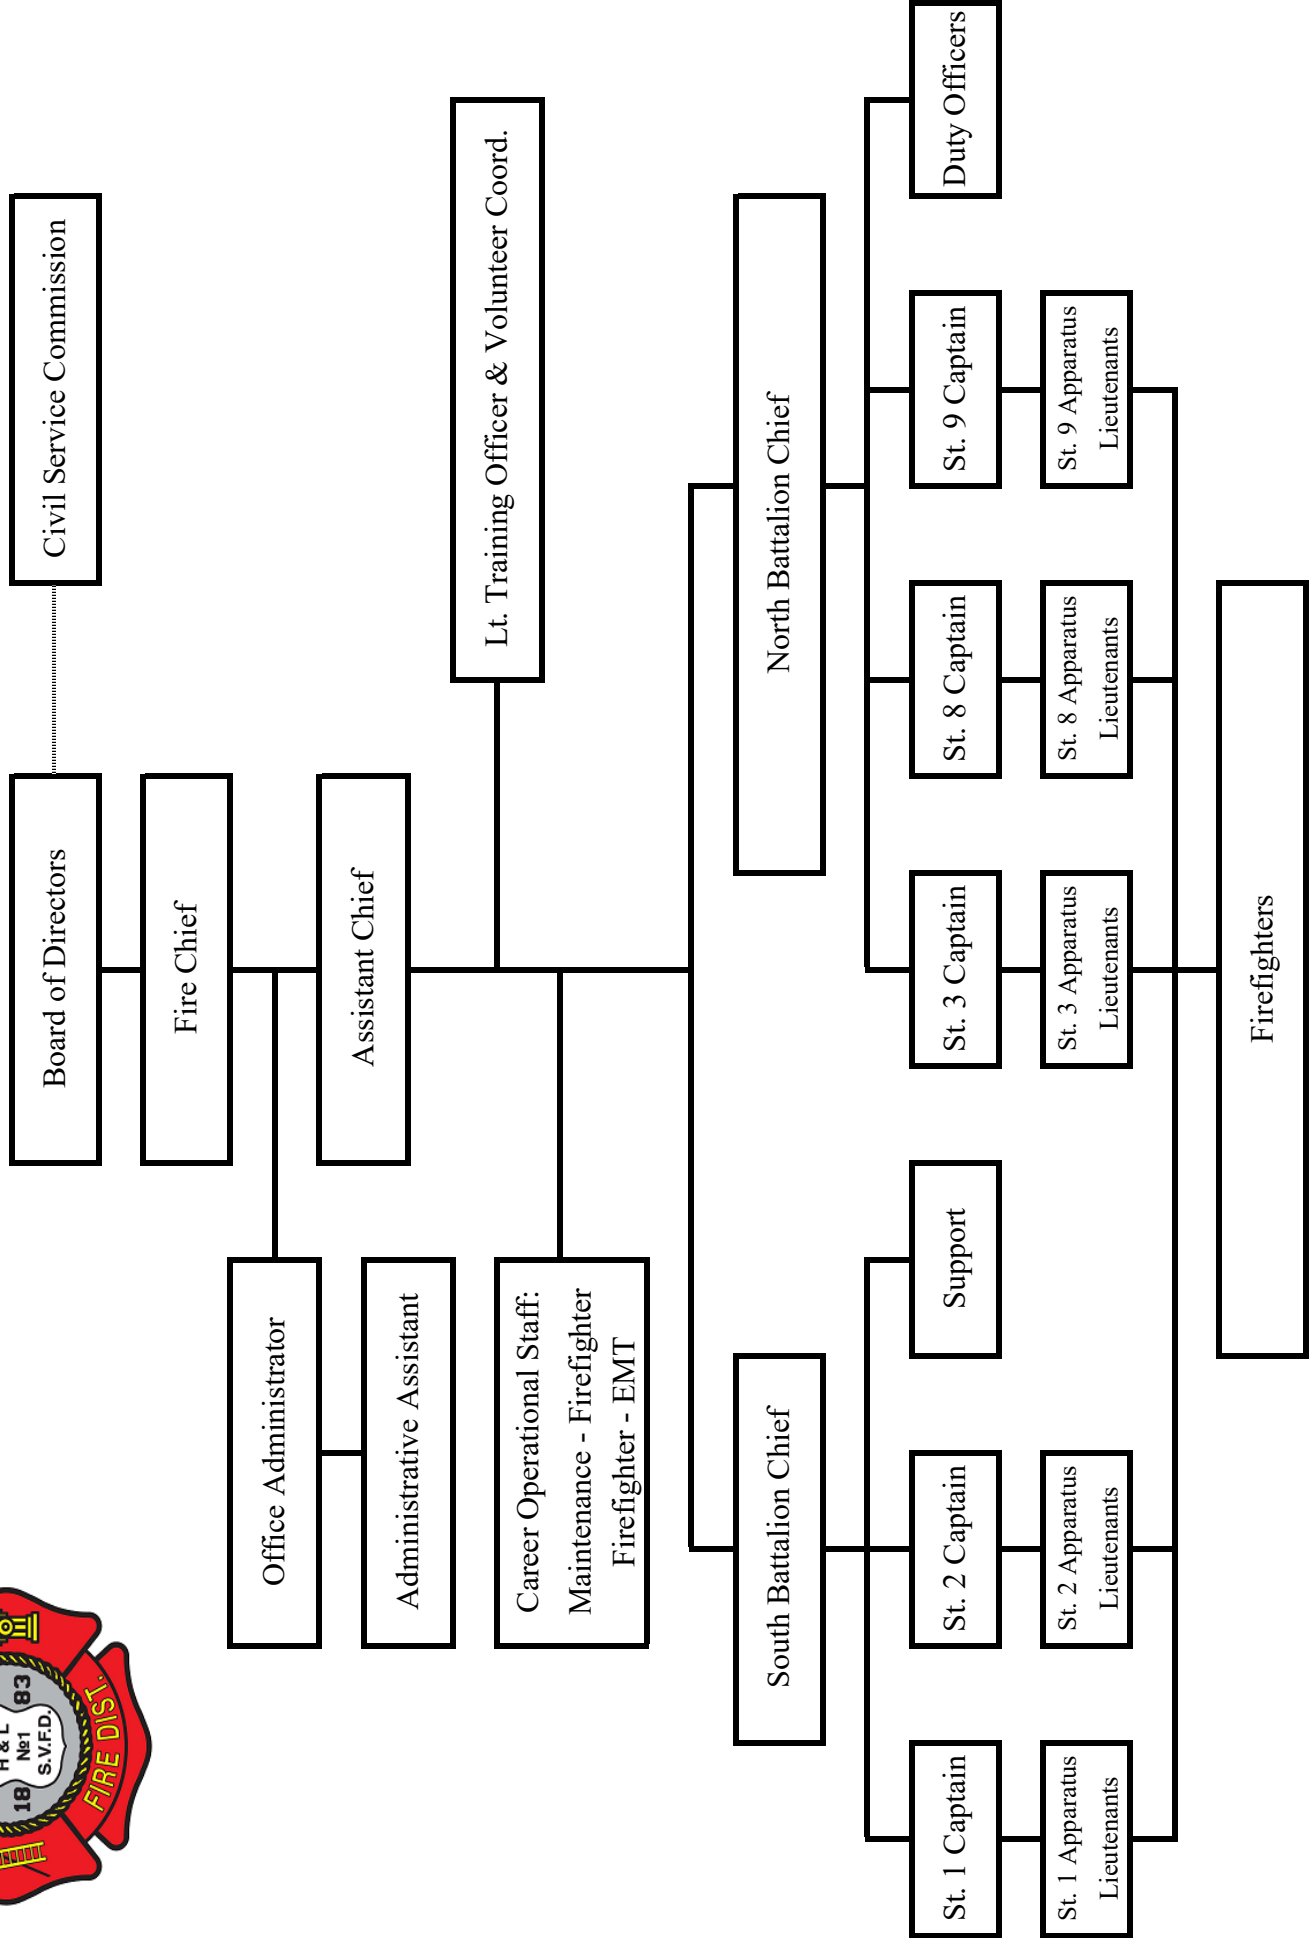 H & L
№1
18 83
S.V.F.D.
FIRE DIST.
Board of Directors
Civil Service Commission
Fire Chief
Office Administrator
Administrative Assistant
Assistant Chief
Lt. Training Officer & Volunteer Coord.
Career Operational Staff:
Maintenance - Firefighter
Firefighter - EMT
South Battalion Chief
North Battalion Chief
St. 1 Captain
St. 2 Captain
Support
St. 3 Captain
St. 8 Captain
St. 9 Captain
Duty Officers
St. 1 Apparatus
Lieutenants
St. 2 Apparatus
Lieutenants
St. 3 Apparatus
Lieutenants
St. 8 Apparatus
Lieutenants
St. 9 Apparatus
Lieutenants
Firefighters